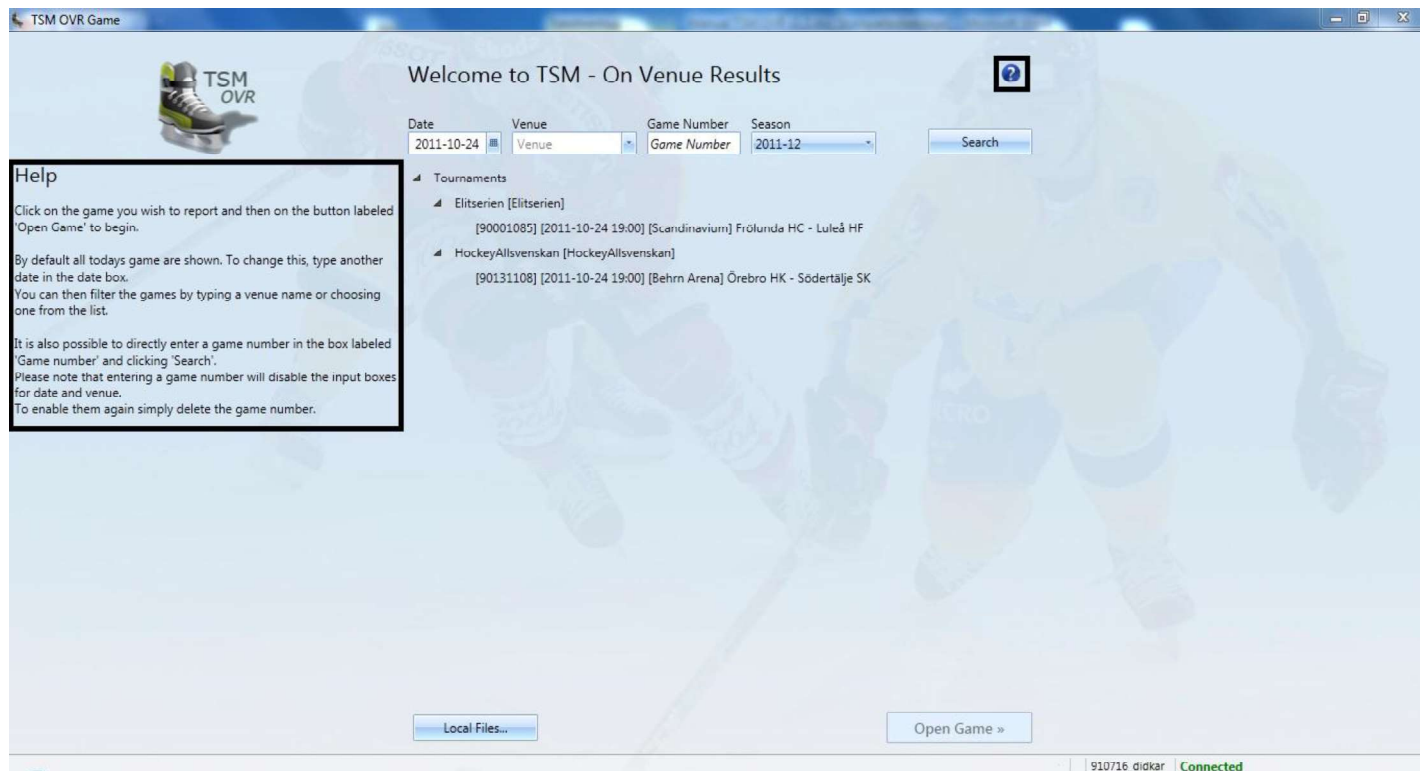 TSM OVR Game
TSM
OVR
Welcome to TSM - On Venue Results
?
Date
Venue
Game Number
Season
2011-10-24
Venue
Game Number
2011-12
Search
Help
Click on the game you wish to report and then on the button labeled
'Open Game' to begin.
By default all todays game are shown. To change this, type another
date in the date box.
You can then filter the games by typing a venue name or choosing
one from the list.
It is also possible to directly enter a game number in the box labeled
'Game number' and clicking 'Search'.
Please note that entering a game number will disable the input boxes
for date and venue.
To enable them again simply delete the game number.
Tournaments
Elitserien [Elitserien]
[90001085] [2011-10-24 19:00] [Scandinavium] Frölunda HC - Luleå HF
HockeyAllsvenskan [HockeyAllsvenskan]
[90131108] [2011-10-24 19:00] [Behrn Arena] Örebro HK - Södertälje SK
Local Files...
Open Game »
910716 didkar
Connected